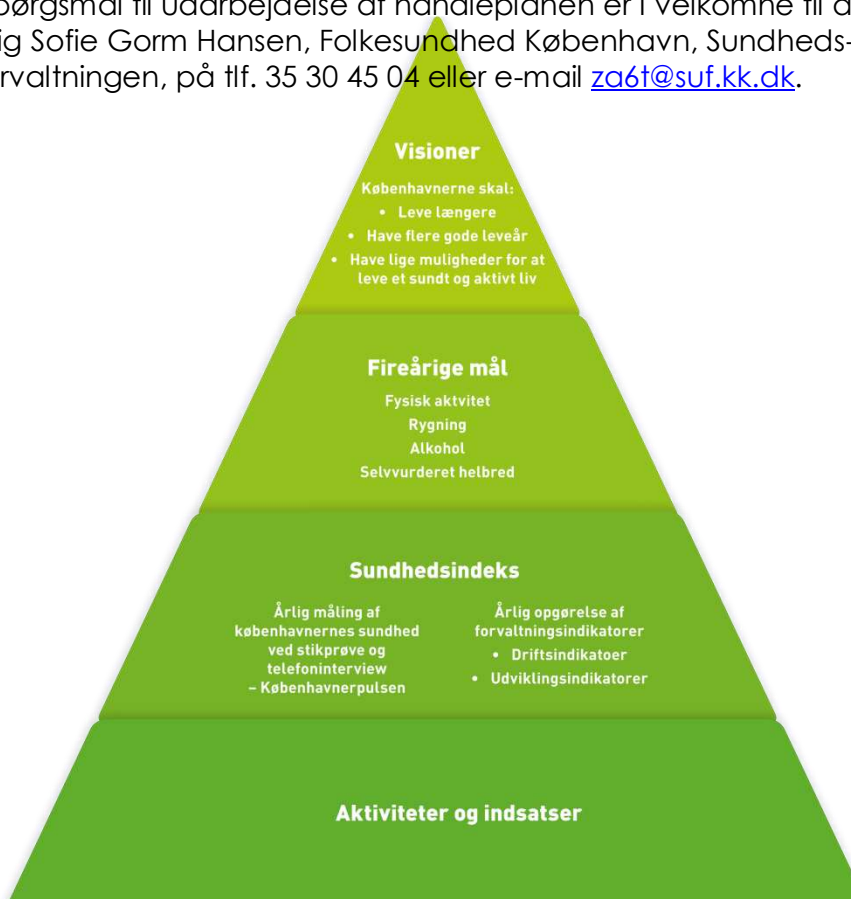 børgsmål til udarbejdelse af handleplanen er I velkomne til a
ig Sofie Gorm Hansen, Folkesundhed København, Sundheds-
rvaltningen, på tlf. 35 30 45 04 eller e-mail za6t@suf.kk.dk.
Visioner
Københavnerne skal:
• Leve længere
• Have flere gode leveår
• Have lige muligheder for at
leve et sundt og aktivt liv
Fireårige mål
Fysisk aktvitet
Rygning
Alkohol
Selvvurderet helbred
Sundhedsindeks
Årlig måling af
københavnernes sundhed
ved stikprøve og
telefoninterview
– Københavnerpulsen
Årlig opgørelse af
forvaltningsindikatorer
• Driftsindikatoer
• Udviklingsindikatorer
Aktiviteter og indsatser